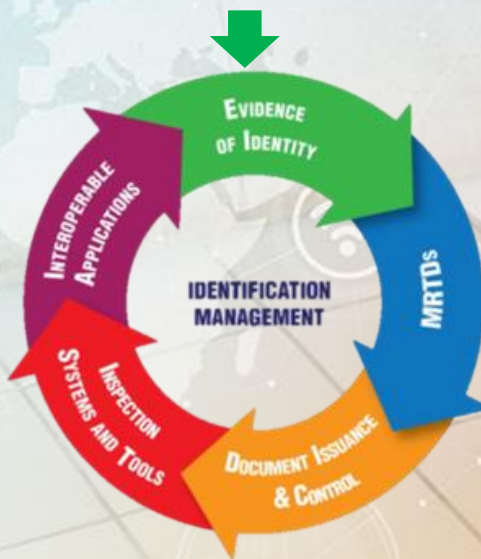 EVIDENCE
OF IDENTITY
MRTDS
DOCUMENT ISSUANCE
& CONTROL
INSPECTION
SYSTEMS AND TOOLS
INTEROPERABLE
APPLICATIONS
IDENTIFICATION
MANAGEMENT